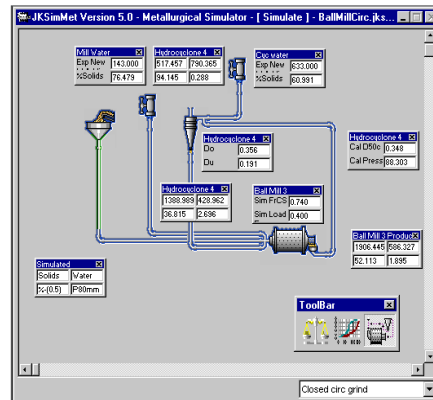 JKSimMet Version 5.0 - Metallurgical Simulator - [ Simulate ] - BallMillCirc.jks...
Mill Water
Exp New 143.000
%Solids 76.479
Hydrocyclone 4
517.457 790.365
94.145 0.288
Cyc water
Exp New 633.000
%Solids 60.991
Hydrocyclone 4
Do 0.356
Du 0.191
Hydrocyclone 4
Cal D50c 0.348
Cal Press 88.303
Hydrocyclone 4
1388.989 428.962
36.815 2.696
Ball Mill 3
Sim FrCS 0.740
Sim Load 0.400
Ball Mill 3 Product
1906.445 586.327
52.113 1.895
Simulated
Solids Water
%-(0.5) P80mm
ToolBar
Closed circ grind